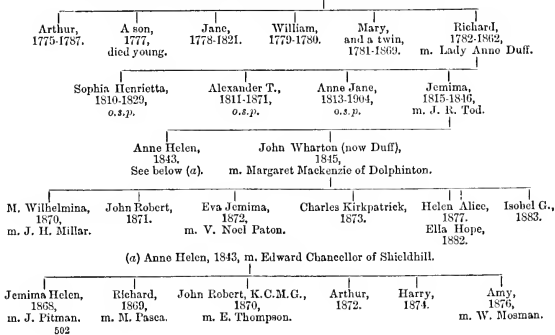 Arthur, A son, Jane, William, Mary, Richard,
1775-1787. 1777, 1778-1821. 1779-1780. and a twin, 1782-1862,
died young. 1781-1869. m. Lady Anne Duff.
Sophia Henrietta, Alexander T., Anne Jane, Jemima,
1810-1829, 1811-1871, 1813-1904, 1815-1846,
o.s.p. o.s.p. o.s.p. m. J. R. Tod.
Anne Helen, John Wharton (now Duff),
1843. 1845,
See below (a). m. Margaret Mackenzie of Dolphinton.
M. Wilhelmina, John Robert, Eva Jemima, Charles Kirkpatrick, Helen Alice, Isobel G.,
1870, 1871. 1872, 1873. 1877. 1883.
m. J. H. Millar. m. V. Noel Paton. Ella Hope,
1882.
(a) Anne Helen, 1843, m. Edward Chancellor of Shieldhill.
Jemima Helen, Richard, John Robert, K.C.M.G., Arthur, Harry, Amy,
1868, 1869, 1870, 1872. 1874. 1876,
m. J. Pitman. m. M. Pasea. m. E. Thompson. m. W. Mosman.
502